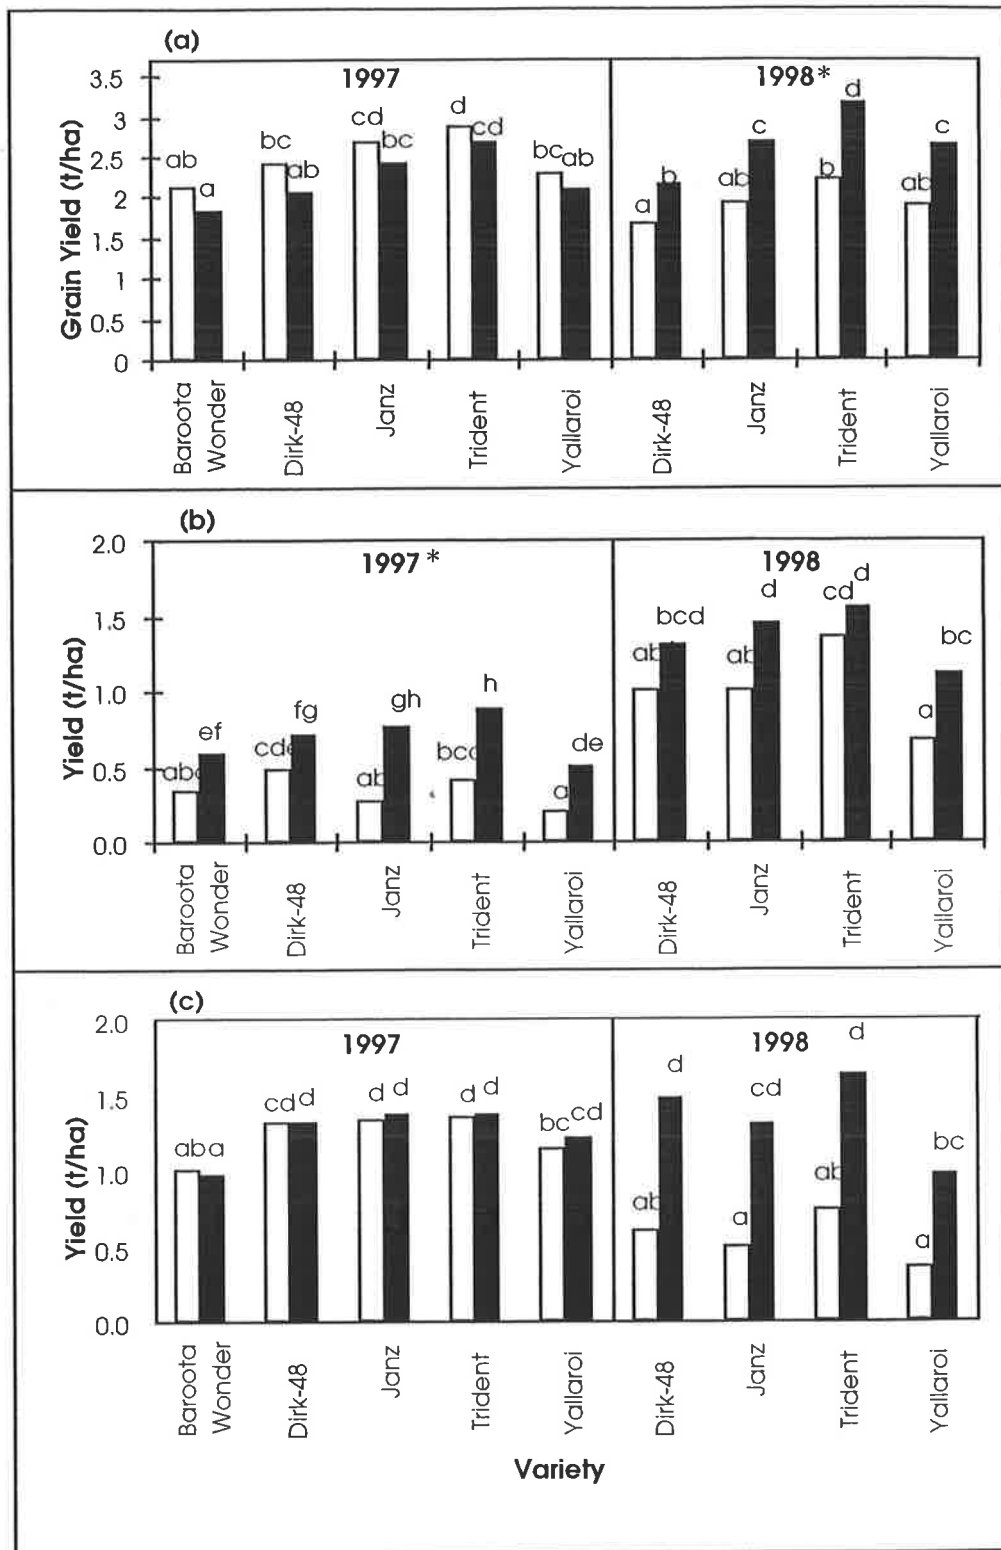 (a)
1997
1998*
Grain Yield (t/ha)
3.5
3
2.5
2
1.5
1
0.5
0
ab
a
bc
ab
cd
bc
d
cd
bc
ab
a
b
ab
c
b
d
ab
c
Baroota
Wonder
Dirk-48
Janz
Trident
Yallaroi
Dirk-48
Janz
Trident
Yallaroi
(b)
1997*
1998
Yield (t/ha)
2.0
1.5
1.0
0.5
0.0
abc
ef
cde
fg
ab
gh
h
a
de
ab
bcd
ab
d
cd
d
a
bc
Baroota
Wonder
Dirk-48
Janz
Trident
Yallaroi
Dirk-48
Janz
Trident
Yallaroi
(c)
1997
1998
Yield (t/ha)
2.0
1.5
1.0
0.5
0.0
ab
a
cd
d
d
d
d
d
bc
cd
ab
d
a
cd
ab
d
a
bc
Baroota
Wonder
Dirk-48
Janz
Trident
Yallaroi
Dirk-48
Janz
Trident
Yallaroi
Variety